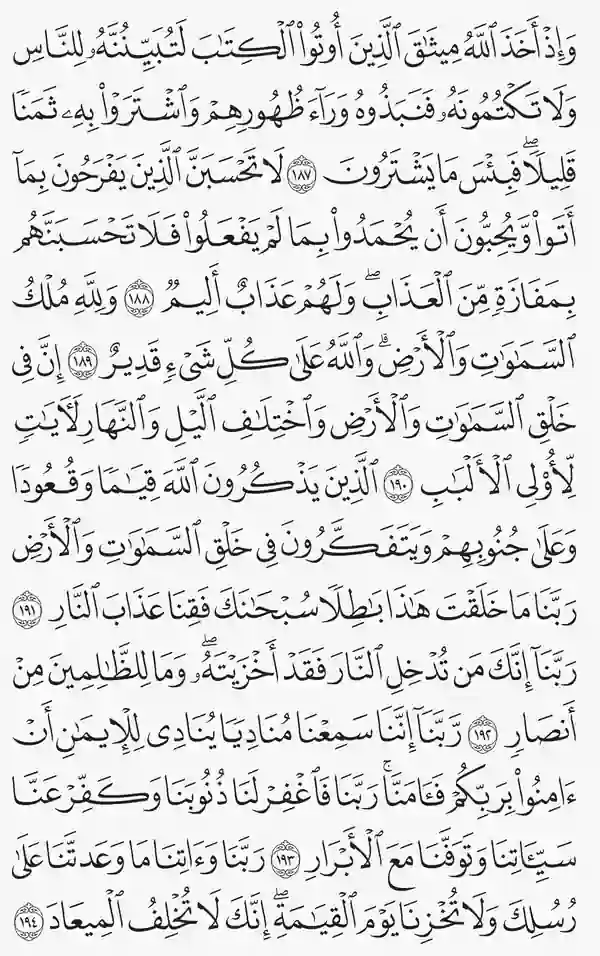 وَإِذْ أَخَذَ ٱللَّهُ مِيثَٰقَ ٱلَّذِينَ أُوتُوا۟ ٱلْكِتَٰبَ لَتُبَيِّنُنَّهُۥ لِلنَّاسِ
وَلَا تَكْتُمُونَهُۥ فَنَبَذُوهُ وَرَآءَ ظُهُورِهِمْ وَٱشْتَرَوْا۟ بِهِۦ ثَمَنًا
قَلِيلًا ۖ فَبِئْسَ مَا يَشْتَرُونَ ١٨٧ لَا تَحْسَبَنَّ ٱلَّذِينَ يَفْرَحُونَ بِمَآ
أَتَوا۟ وَّيُحِبُّونَ أَن يُحْمَدُوا۟ بِمَا لَمْ يَفْعَلُوا۟ فَلَا تَحْسَبَنَّهُم
بِمَفَازَةٍ مِّنَ ٱلْعَذَابِ ۖ وَلَهُمْ عَذَابٌ أَلِيمٌ ١٨٨ وَلِلَّهِ مُلْكُ
ٱلسَّمَٰوَٰتِ وَٱلْأَرْضِ ۗ وَٱللَّهُ عَلَىٰ كُلِّ شَىْءٍ قَدِيرٌ ١٨٩ إِنَّ فِى
خَلْقِ ٱلسَّمَٰوَٰتِ وَٱلْأَرْضِ وَٱخْتِلَٰفِ ٱلَّيْلِ وَٱلنَّهَارِ لَـَٔايَٰتٍ
لِّأُو۟لِى ٱلْأَلْبَٰبِ ١٩٠ ٱلَّذِينَ يَذْكُرُونَ ٱللَّهَ قِيَٰمًا وَقُعُودًا
وَعَلَىٰ جُنُوبِهِمْ وَيَتَفَكَّرُونَ فِى خَلْقِ ٱلسَّمَٰوَٰتِ وَٱلْأَرْضِ
رَبَّنَا مَا خَلَقْتَ هَٰذَا بَٰطِلًا سُبْحَٰنَكَ فَقِنَا عَذَابَ ٱلنَّارِ ١٩١
رَبَّنَآ إِنَّكَ مَن تُدْخِلِ ٱلنَّارَ فَقَدْ أَخْزَيْتَهُۥ ۖ وَمَا لِلظَّٰلِمِينَ مِنْ
أَنصَارٍ ١٩٢ رَّبَّنَآ إِنَّنَا سَمِعْنَا مُنَادِيًا يُنَادِى لِلْإِيمَٰنِ أَنْ
ءَامِنُوا۟ بِرَبِّكُمْ فَـَٔامَنَّا ۚ رَبَّنَا فَٱغْفِرْ لَنَا ذُنُوبَنَا وَكَفِّرْ عَنَّا
سَيِّـَٔاتِنَا وَتَوَفَّنَا مَعَ ٱلْأَبْرَارِ ١٩٣ رَبَّنَا وَءَاتِنَا مَا وَعَدتَّنَا عَلَىٰ
رُسُلِكَ وَلَا تُخْزِنَا يَوْمَ ٱلْقِيَٰمَةِ ۗ إِنَّكَ لَا تُخْلِفُ ٱلْمِيعَادَ ١٩٤